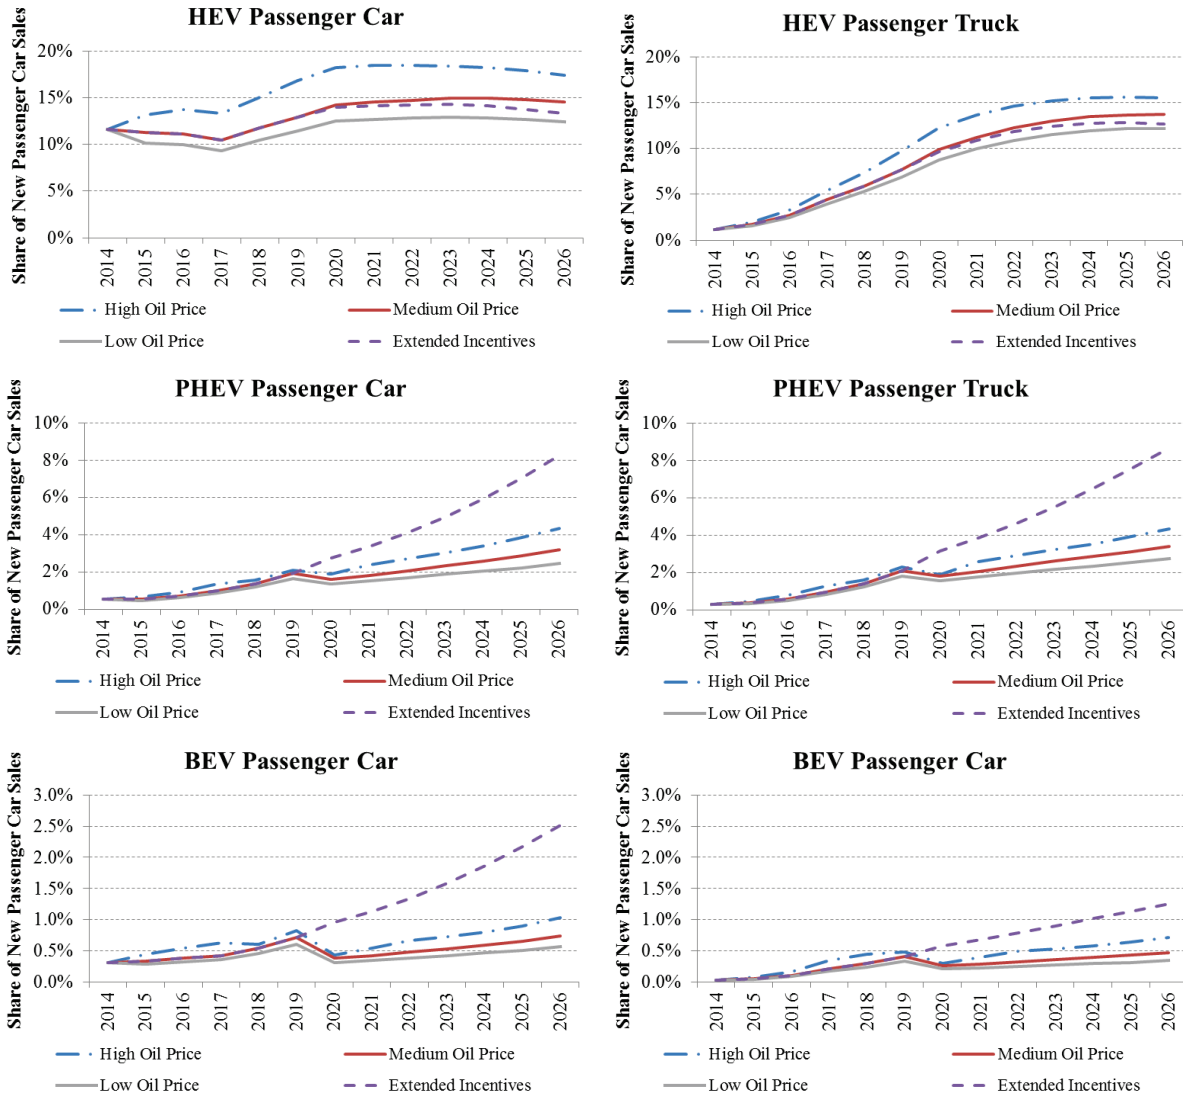 HEV Passenger Car
Share of New Passenger Car Sales
20%
15%
10%
5%
0%
2014 2015 2016 2017 2018 2019 2020 2021 2022 2023 2024 2025 2026
High Oil Price Medium Oil Price
Low Oil Price Extended Incentives
HEV Passenger Truck
Share of New Passenger Car Sales
20%
15%
10%
5%
0%
2014 2015 2016 2017 2018 2019 2020 2021 2022 2023 2024 2025 2026
High Oil Price Medium Oil Price
Low Oil Price Extended Incentives
PHEV Passenger Car
Share of New Passenger Car Sales
10%
8%
6%
4%
2%
0%
2014 2015 2016 2017 2018 2019 2020 2021 2022 2023 2024 2025 2026
High Oil Price Medium Oil Price
Low Oil Price Extended Incentives
PHEV Passenger Truck
Share of New Passenger Car Sales
10%
8%
6%
4%
2%
0%
2014 2015 2016 2017 2018 2019 2020 2021 2022 2023 2024 2025 2026
High Oil Price Medium Oil Price
Low Oil Price Extended Incentives
BEV Passenger Car
Share of New Passenger Car Sales
3.0%
2.5%
2.0%
1.5%
1.0%
0.5%
0.0%
2014 2015 2016 2017 2018 2019 2020 2021 2022 2023 2024 2025 2026
High Oil Price Medium Oil Price
Low Oil Price Extended Incentives
BEV Passenger Car
Share of New Passenger Car Sales
3.0%
2.5%
2.0%
1.5%
1.0%
0.5%
0.0%
2014 2015 2016 2017 2018 2019 2020 2021 2022 2023 2024 2025 2026
High Oil Price Medium Oil Price
Low Oil Price Extended Incentives